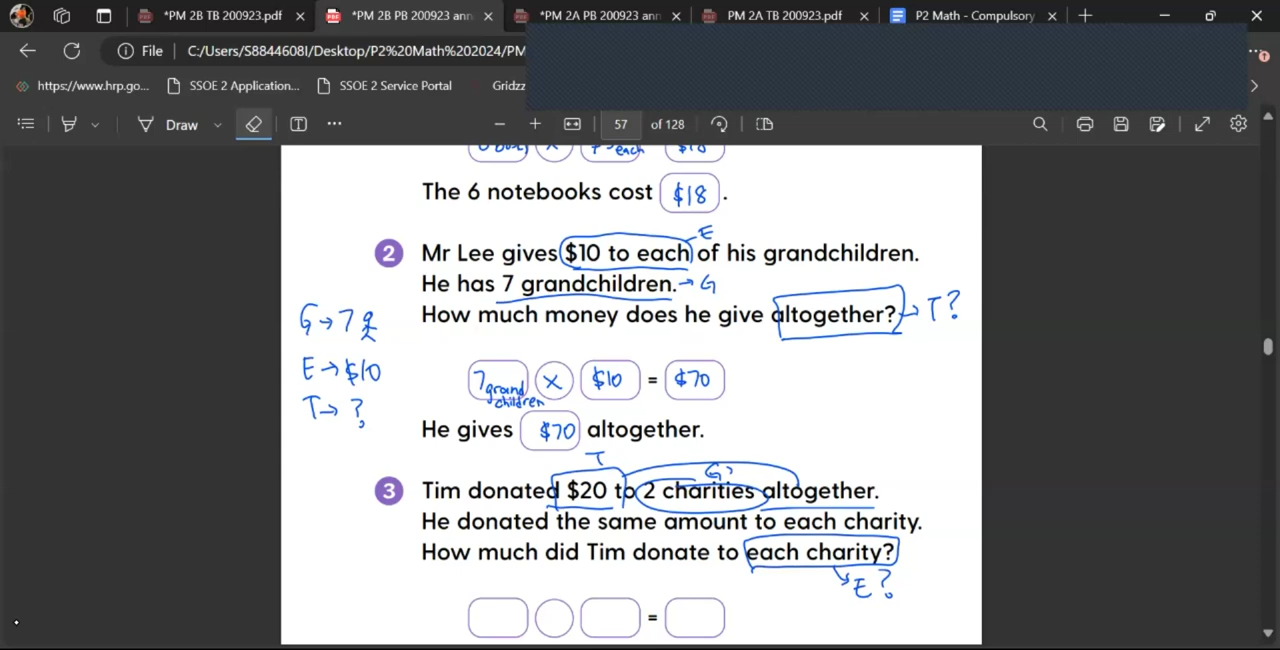 *PM 2B TB 200923.pdf
*PM 2B PB 200923 ann
*PM 2A PB 200923 ann
PM 2A TB 200923.pdf
P2 Math - Compulsory
File
C:/Users/S8844608I/Desktop/P2%20Math%202024/PM
https://www.hrp.go...
SSOE 2 Application...
SSOE 2 Service Portal
Gridzz
Draw
57 of 128
each $18
The 6 notebooks cost $18 .
E
2 Mr Lee gives $10 to each of his grandchildren.
He has 7 grandchildren. → G
How much money does he give altogether? → T?
G → 7
E → $10
T → ?
7 grand children × $10 = $70
He gives $70 altogether.
T
G
3 Tim donated $20 to 2 charities altogether.
He donated the same amount to each charity.
How much did Tim donate to each charity?
E ?
=